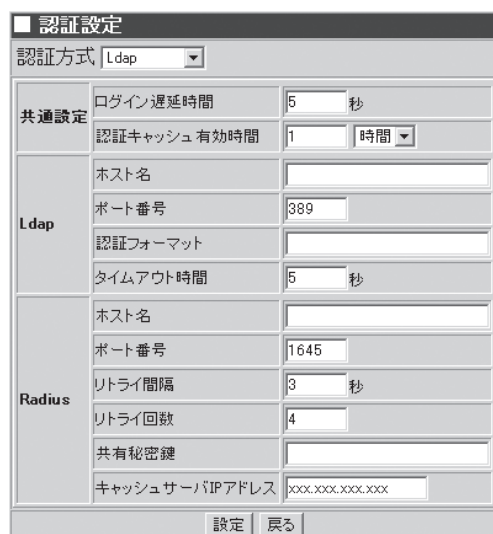 ■ 認証設定
認証方式 Ldap
共通設定
ログイン遅延時間 5 秒
認証キャッシュ有効時間 1 時間
Ldap
ホスト名
ポート番号 389
認証フォーマット
タイムアウト時間 5 秒
Radius
ホスト名
ポート番号 1645
リトライ間隔 3 秒
リトライ回数 4
共有秘密鍵
キャッシュサーバIPアドレス xxx.xxx.xxx.xxx
設定 戻る